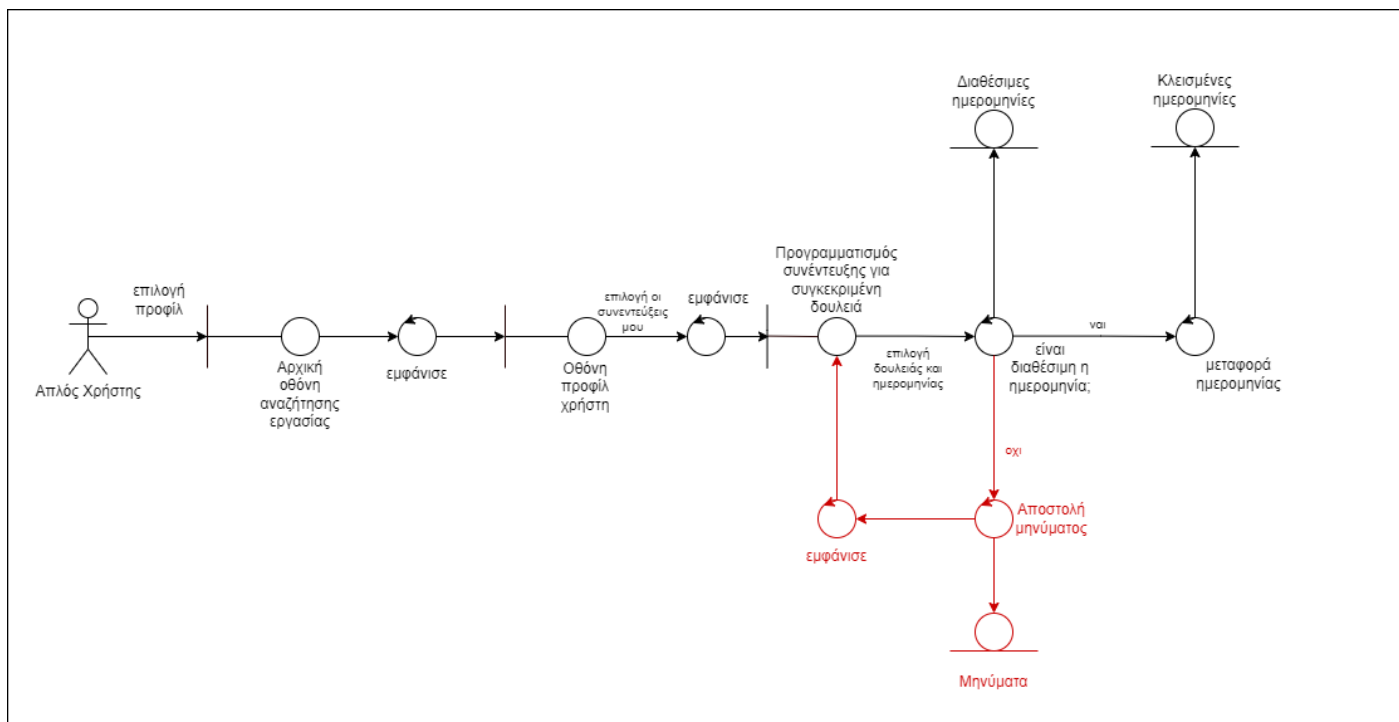 Διαθέσιμες
ημερομηνίες
Κλεισμένες
ημερομηνίες
επιλογή
προφίλ
Απλός Χρήστης
Αρχική
οθόνη
αναζήτησης
εργασίας
εμφάνισε
Οθόνη
προφίλ
χρήστη
επιλογή οι
συνεντεύξεις
μου
εμφάνισε
Προγραμματισμός
συνέντευξης για
συγκεκριμένη
δουλειά
επιλογή
δουλειάς και
ημερομηνίας
είναι
διαθέσιμη η
ημερομηνία;
ναι
μεταφορά
ημερομηνίας
οχι
Αποστολή
μηνύματος
εμφάνισε
Μηνύματα